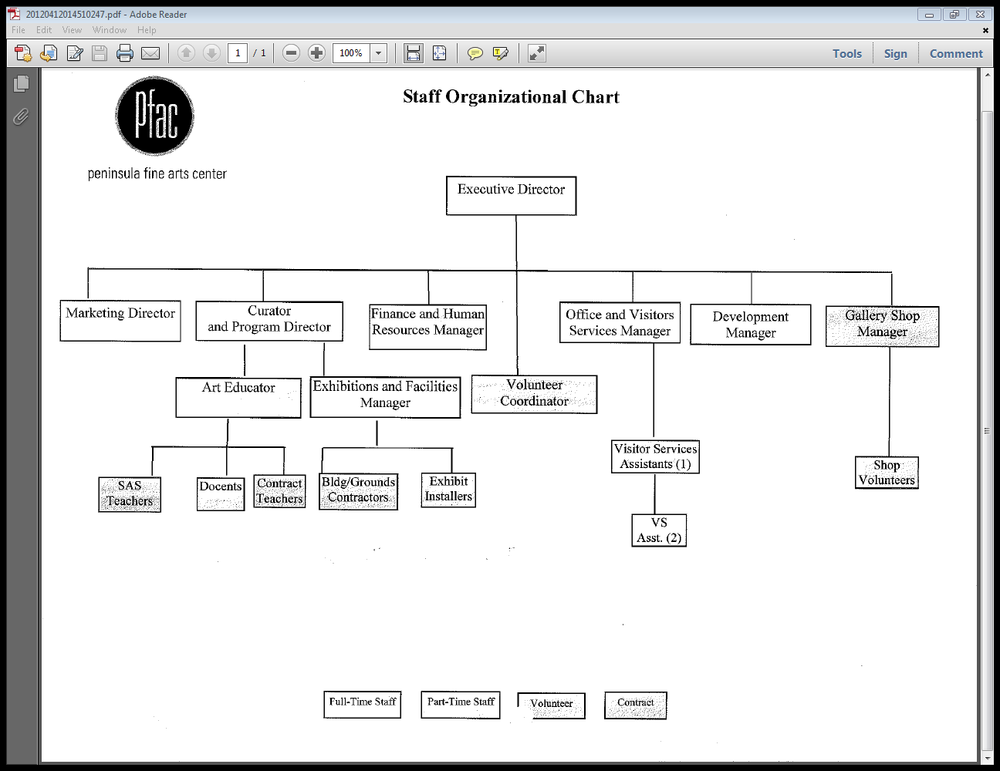 20120412014510247.pdf - Adobe Reader
File Edit View Window Help
1 / 1 100% Tools Sign Comment
pfac
Staff Organizational Chart
peninsula fine arts center
Executive Director
Marketing Director
Curator
and Program Director
Finance and Human
Resources Manager
Office and Visitors
Services Manager
Development
Manager
Gallery Shop
Manager
Art Educator
Exhibitions and Facilities
Manager
Volunteer
Coordinator
Visitor Services
Assistants (1)
Shop
Volunteers
SAS
Teachers
Docents
Contract
Teachers
Bldg/Grounds
Contractors
Exhibit
Installers
VS
Asst. (2)
Full-Time Staff
Part-Time Staff
Volunteer
Contract